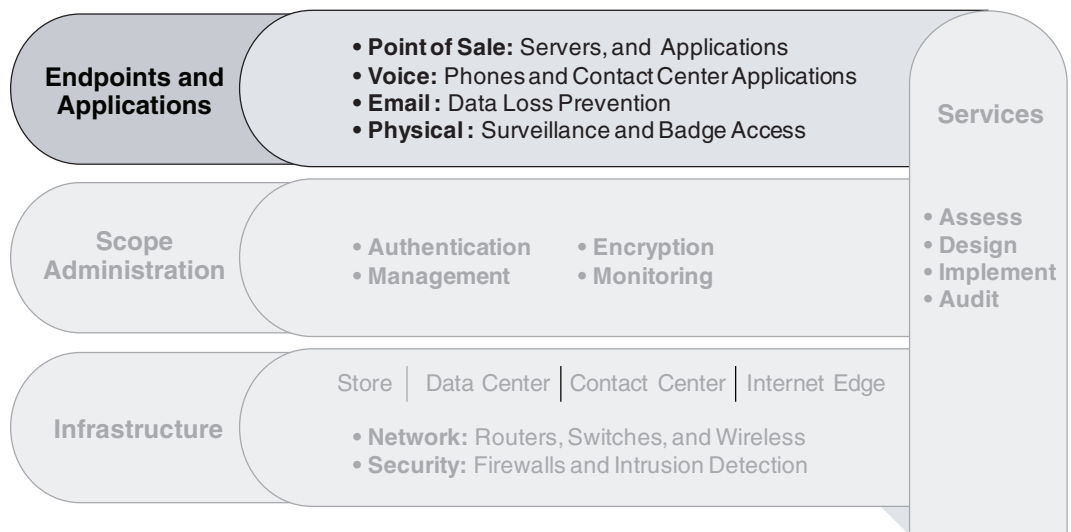 Endpoints and
Applications
• Point of Sale: Servers, and Applications
• Voice: Phones and Contact Center Applications
• Email : Data Loss Prevention
• Physical : Surveillance and Badge Access
Services
• Assess
• Design
• Implement
• Audit
Scope
Administration
• Authentication • Encryption
• Management • Monitoring
Infrastructure
Store | Data Center | Contact Center | Internet Edge
• Network: Routers, Switches, and Wireless
• Security: Firewalls and Intrusion Detection